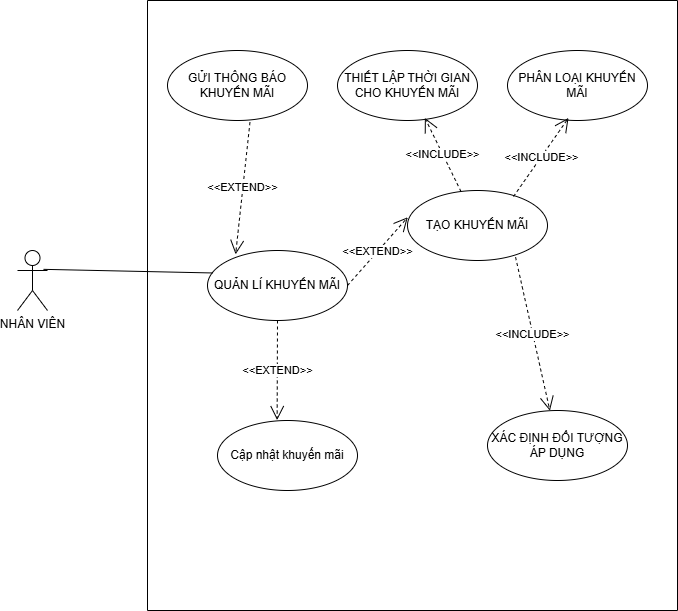 GỬI THÔNG BÁO
KHUYẾN MÃI
THIẾT LẬP THỜI GIAN
CHO KHUYẾN MÃI
PHÂN LOẠI KHUYẾN
MÃI
<<INCLUDE>>
<<INCLUDE>>
<<EXTEND>>
TẠO KHUYẾN MÃI
<<EXTEND>>
QUẢN LÍ KHUYẾN MÃI
NHÂN VIÊN
<<INCLUDE>>
<<EXTEND>>
XÁC ĐỊNH ĐỐI TƯỢNG
ÁP DỤNG
Cập nhật khuyến mãi